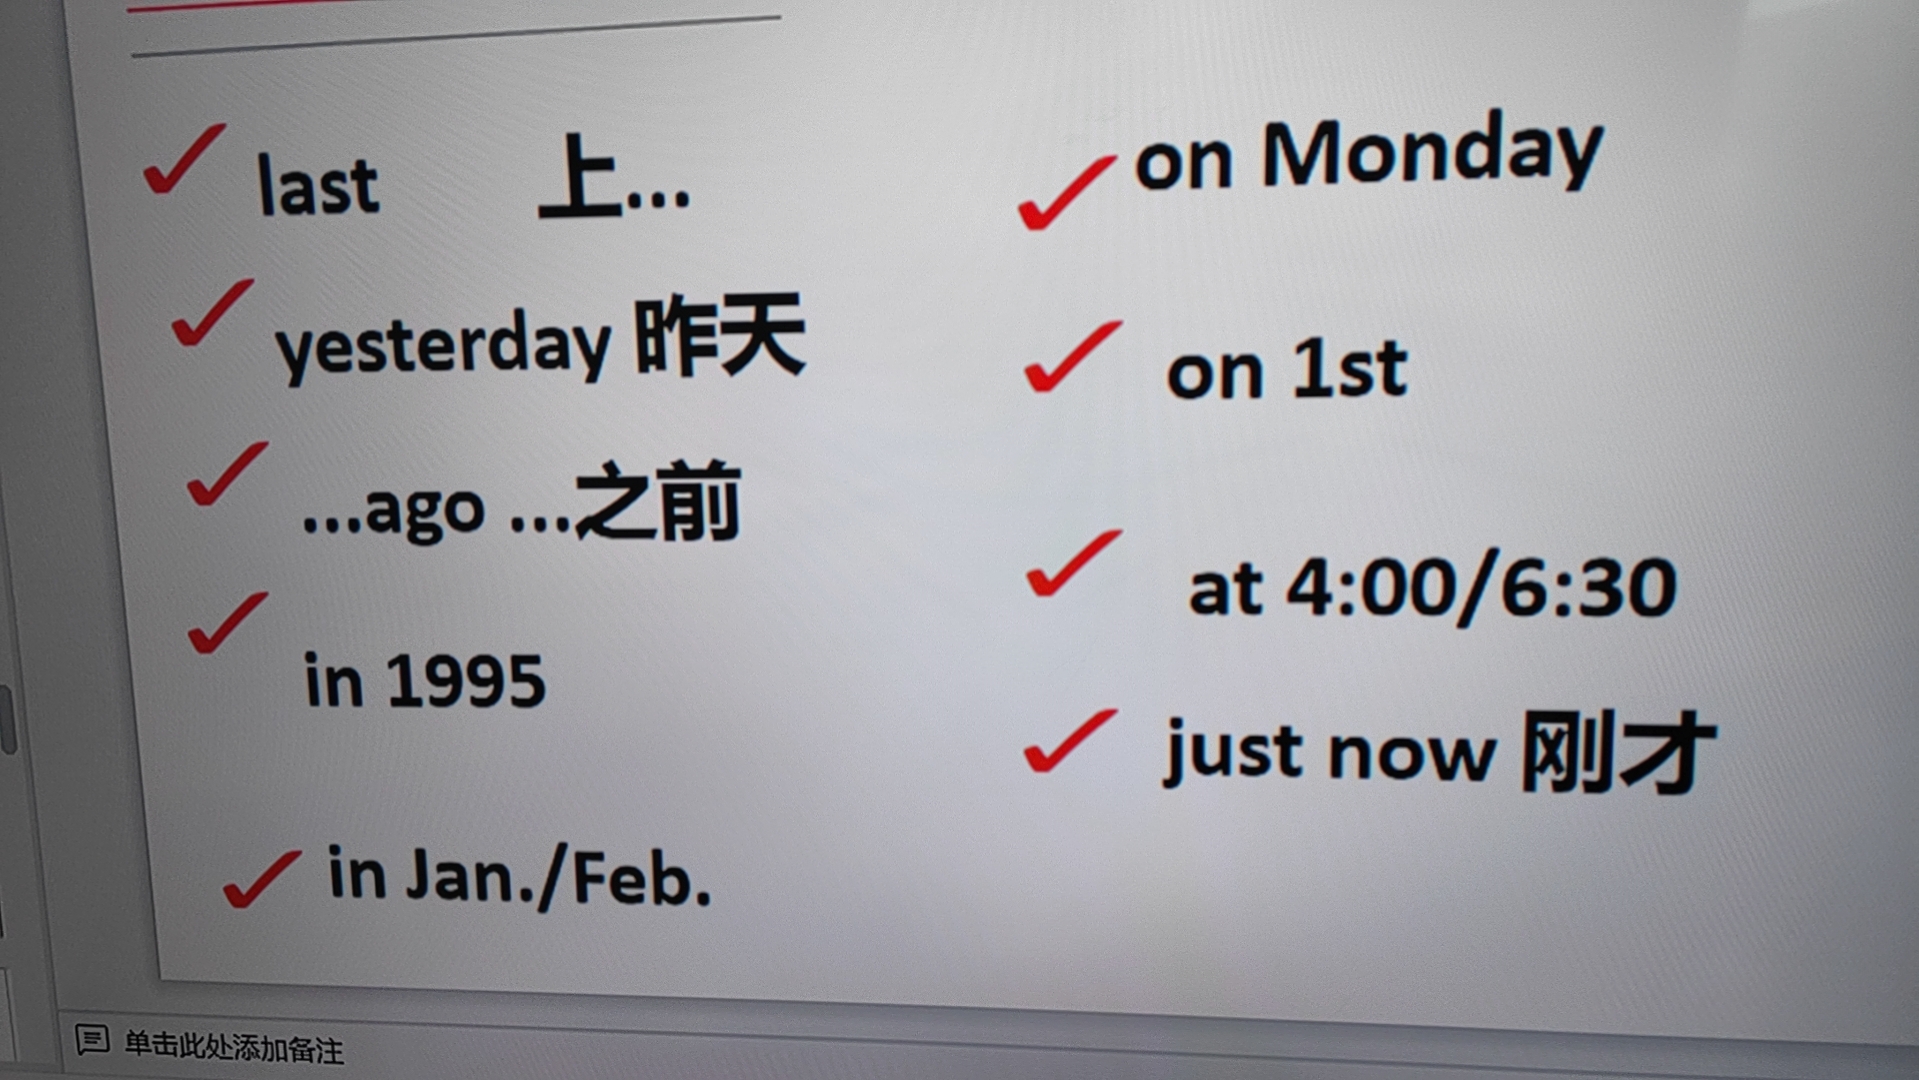 last 上...
yesterday 昨天
...ago ...之前
in 1995
in Jan./Feb.
on Monday
on 1st
at 4:00/6:30
just now 刚才
单击此处添加备注